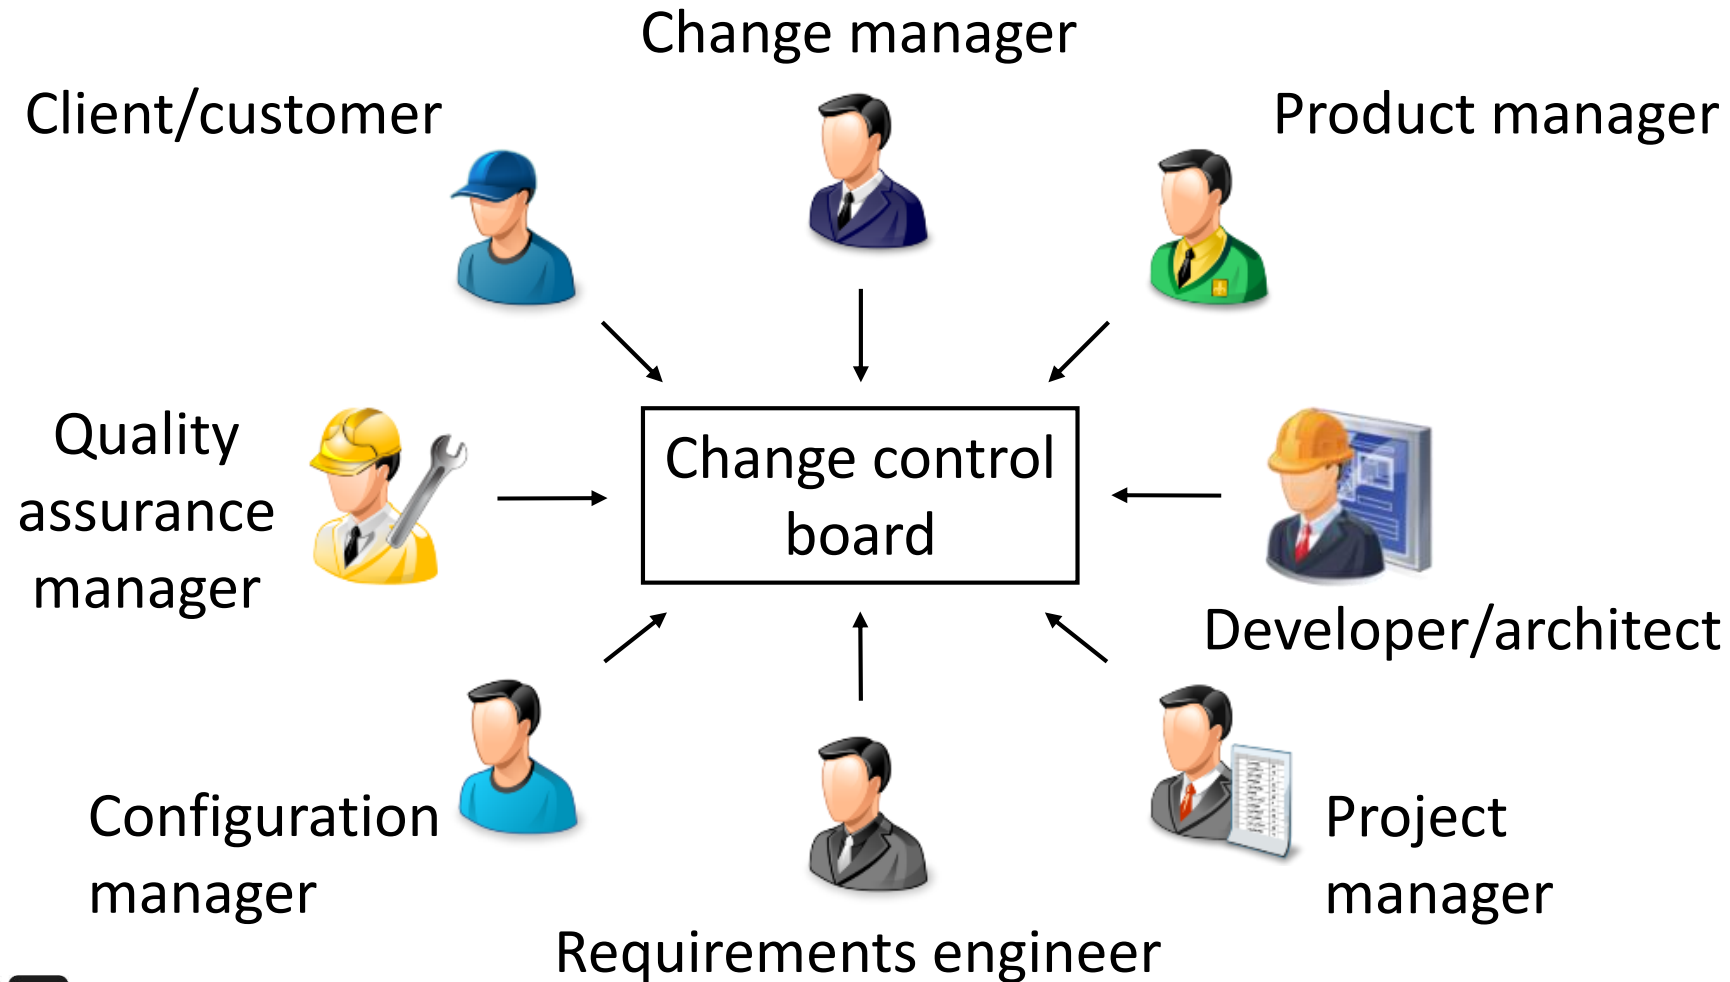 Change manager
Client/customer
Product manager
Quality
assurance
manager
Change control
board
Developer/architect
Configuration
manager
Project
manager
Requirements engineer